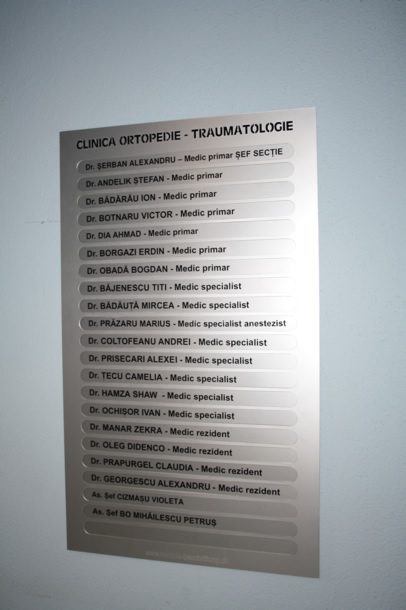 CLINICA ORTOPEDIE - TRAUMATOLOGIE
Dr. ȘERBAN ALEXANDRU – Medic primar ȘEF SECȚIE
Dr. ANDELIK ȘTEFAN - Medic primar
Dr. BĂDĂRĂU ION - Medic primar
Dr. BOTNARU VICTOR - Medic primar
Dr. DIA AHMAD - Medic primar
Dr. BORGAZI ERDIN - Medic primar
Dr. OBADĂ BOGDAN - Medic primar
Dr. BĂJENESCU TITI - Medic specialist
Dr. BĂDĂUȚĂ MIRCEA - Medic specialist
Dr. PRĂZARU MARIUS - Medic specialist anestezist
Dr. COLTOFEANU ANDREI - Medic specialist
Dr. PRISECARI ALEXEI - Medic specialist
Dr. ȚECU CAMELIA - Medic specialist
Dr. HAMZA SHAW - Medic specialist
Dr. OCHIȘOR IVAN - Medic specialist
Dr. MANAR ZEKRA - Medic rezident
Dr. OLEG DIDENCO - Medic rezident
Dr. PRAPURGEL CLAUDIA - Medic rezident
Dr. GEORGESCU ALEXANDRU - Medic rezident
As. Șef CIZMAȘU VIOLETA
As. Șef BO MIHĂILESCU PETRUȘ